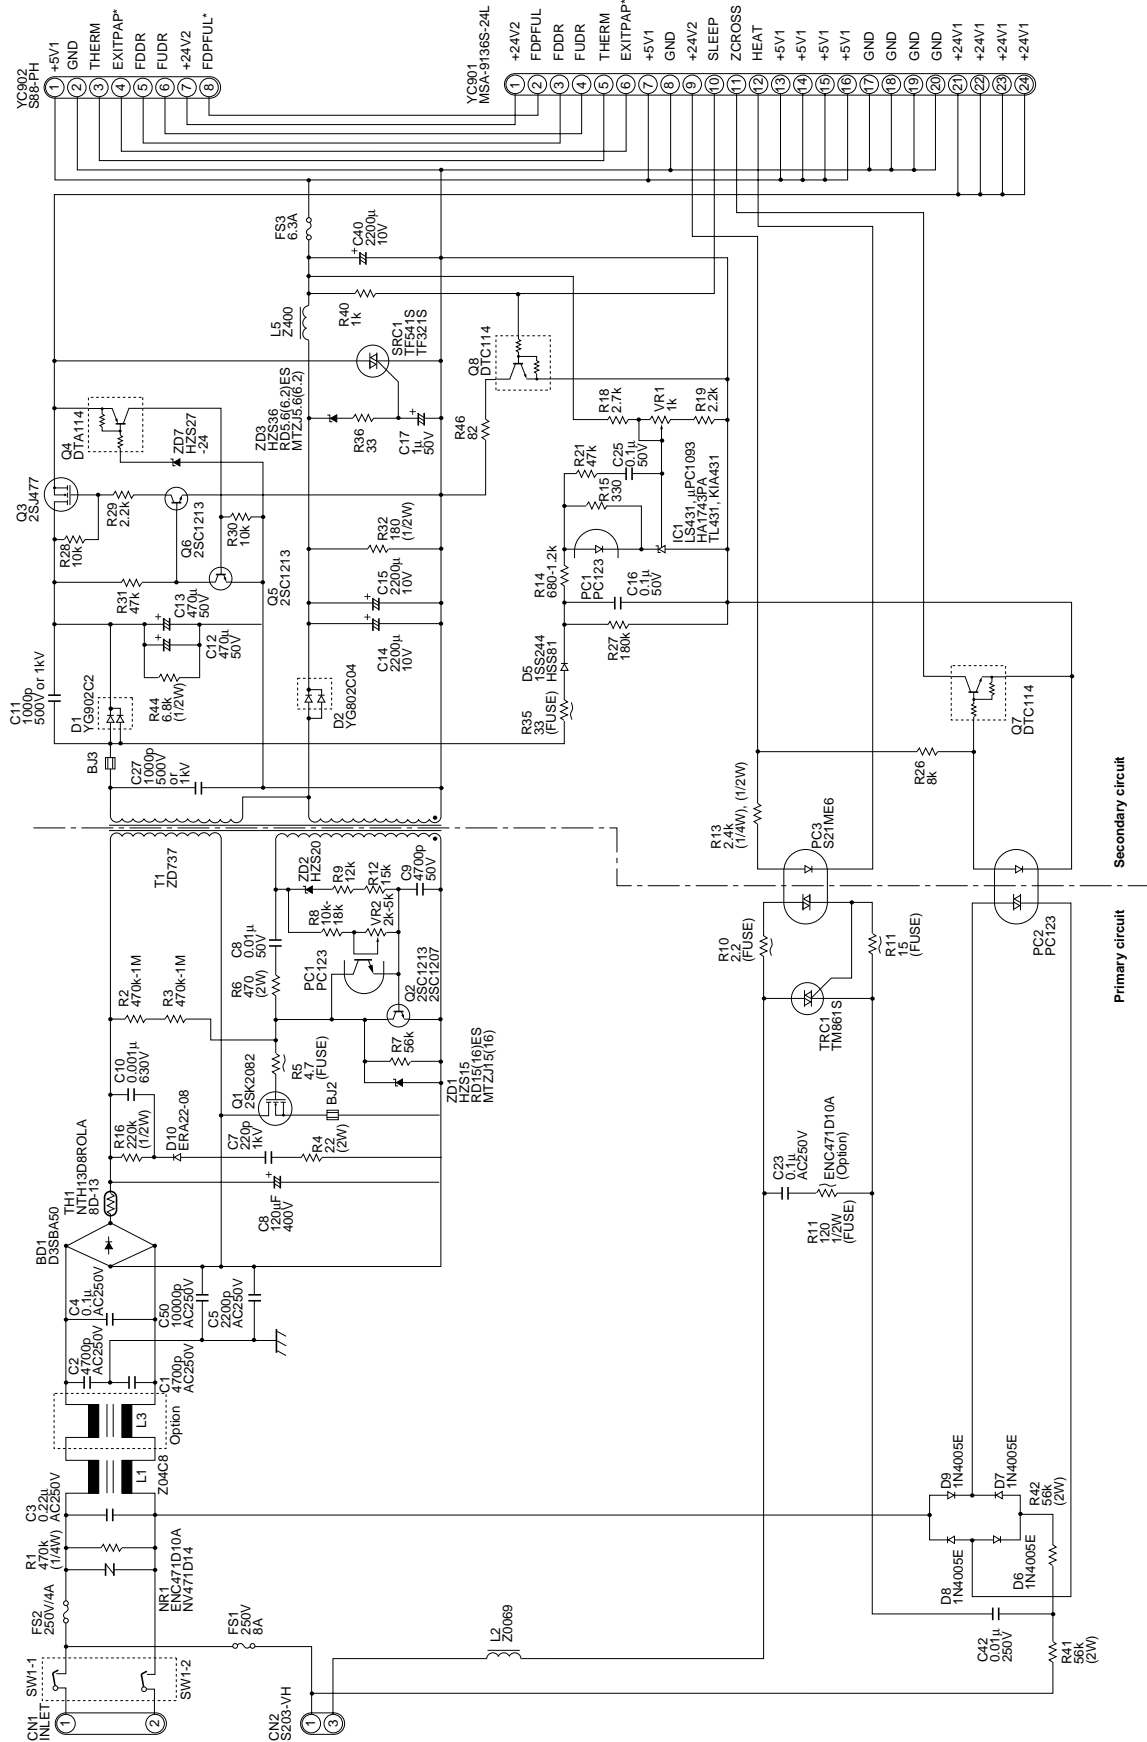 YC902
S88-PH
+5V1
GND
THERM
EXITPAP*
FDDR
FUDR
+24V2
FDPFUL*
1
2
3
4
5
6
7
8
YC901
MSA-9136S-24L
+24V2
FDPFUL
FDDR
FUDR
THERM
EXITPAP*
+5V1
GND
+24V2
SLEEP
ZCROSS
HEAT
+5V1
+5V1
+5V1
+5V1
GND
GND
GND
GND
+24V1
+24V1
+24V1
+24V1
1
2
3
4
5
6
7
8
9
10
11
12
13
14
15
16
17
18
19
20
21
22
23
24
FS3
6.3A
C40
2200µ
10V
L5
Z400
R40
1k
SRC1
TF541S
TF321S
Q8
DTC114
Q4
DTA114
ZD7
HZS27
-24
ZD3
HZS36
RD5.6(6.2)ES
MTZJ5.6(6.2)
R36
33
C17
1µ
50V
R46
82
R18
2.7k
VR1
1k
R19
2.2k
Q3
2SJ477
R29
2.2k
Q6
2SC1213
R28
10k
R30
10k
R21
47k
C25
0.1µ
50V
R15
330
IC1
LS431, µPC1093
HA1743PA
TL431, KIA431
R31
47k
Q5
2SC1213
R32
180
(1/2W)
C15
2200µ
10V
C14
2200µ
10V
R14
680-1.2k
PC1
PC123
C16
0.1µ
50V
C13
470µ
50V
C12
470µ
50V
R44
6.8k
(1/2W)
C11
1000p
500V or 1kV
D1
YG902C2
D2
YG802C04
D5
1SS244
HSS81
R27
180k
R35
33
(FUSE)
BJ3
C27
1000p
500V
or
1kV
Q7
DTC114
R26
8k
R13
2.4k
(1/4W), (1/2W)
PC3
S21ME6
Secondary circuit
Primary circuit
T1
ZD737
ZD2
HZS20
R9
12k
R12
15k
C9
4700p
50V
R8
10k-
18k
VR2
2k-5k
C8
0.01µ
50V
R6
470
(2W)
PC1
PC123
Q2
2SC1213
2SC1207
R2
470k-1M
R3
470k-1M
R7
56k
R5
4.7
(FUSE)
ZD1
HZS15
RD15(16)ES
MTZJ15(16)
Q1
2SK2082
BJ2
C10
0.001µ
630V
R16
220k
(1/2W)
D10
ERA22-08
C7
220p
1kV
R4
22
(2W)
C8
120µF
400V
TH1
NTH13D8ROLA
8D-13
BD1
D3SBA50
PC2
PC123
R10
2.2
(FUSE)
R11
15
(FUSE)
TRC1
TM861S
C23
0.1µ
AC250V
ENC471D10A
(Option)
R11
120
1/2W
(FUSE)
C4
0.1µ
AC250V
C50
10000p
AC250V
C5
2200p
AC250V
C2
4700p
AC250V
C1
4700p
AC250V
L3
Option
L1
Z04C8
C3
0.22µ
AC250V
R1
470k
(1/4W)
NR1
ENC471D10A
NV471D14
FS2
250V/4A
FS1
250V
8A
SW1-1
SW1-2
CN1
INLET
1
2
CN2
S203-VH
1
3
L2
Z0069
D9
1N4005E
D7
1N4005E
D8
1N4005E
D6
1N4005E
R42
56k
(2W)
C42
0.01µ
250V
R41
56k
(2W)